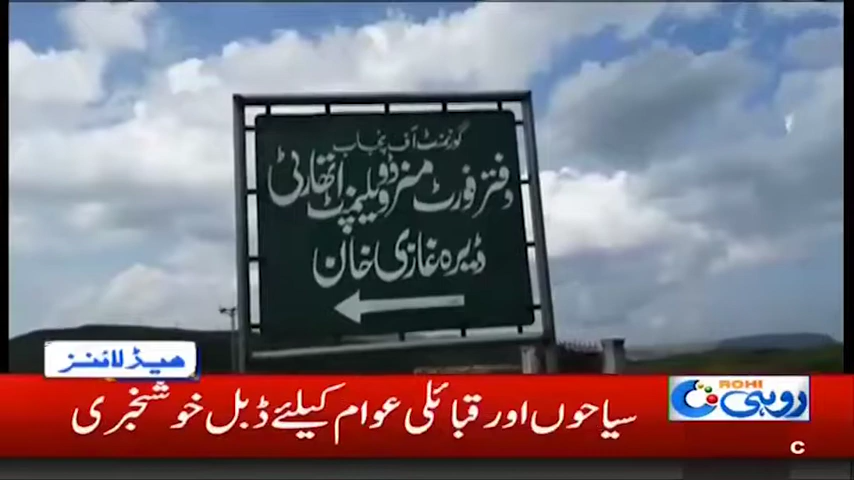 گورنمنٹ آف پنجاب
دفتر فورٹ منرو ڈویلپمنٹ اتھارٹی
ڈیرہ غازی خان
ہیڈ لائنز
سیاحوں اور قبائلی عوام کیلئے ڈبل خوشخبری
ROHI
روہی
C